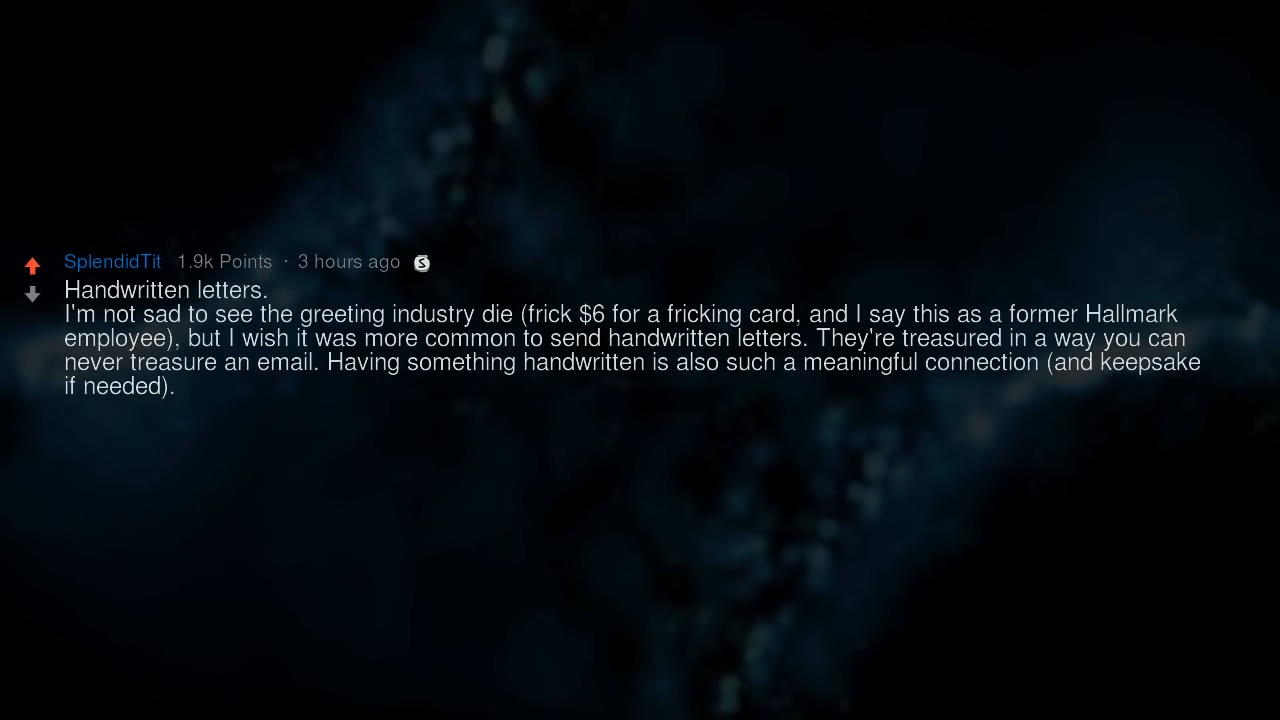 SplendidTit 1.9k Points · 3 hours ago S
Handwritten letters.
I'm not sad to see the greeting industry die (frick $6 for a fricking card, and I say this as a former Hallmark
employee), but I wish it was more common to send handwritten letters. They're treasured in a way you can
never treasure an email. Having something handwritten is also such a meaningful connection (and keepsake
if needed).